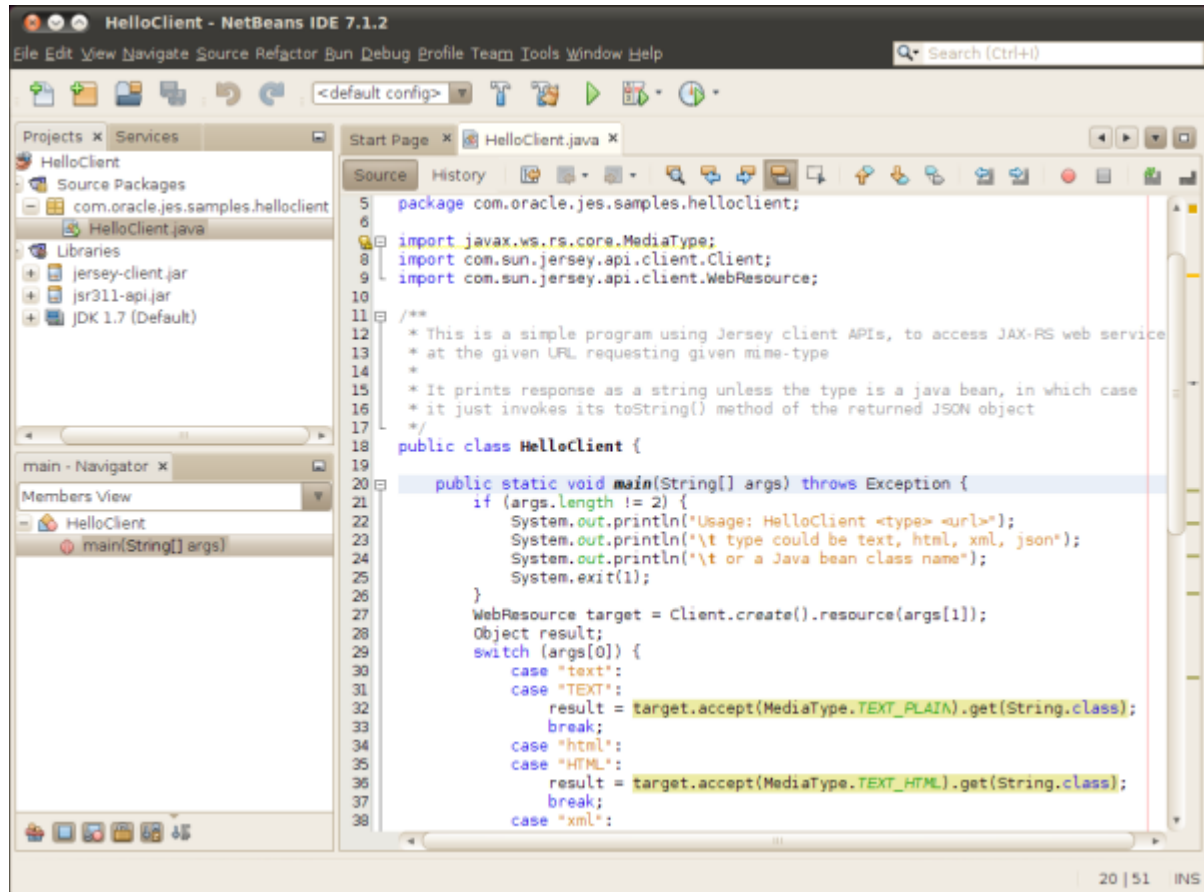 HelloClient - NetBeans IDE 7.1.2
File Edit View Navigate Source Refactor Run Debug Profile Team Tools Window Help
Search (Ctrl+I)
<default config>
Projects Services
HelloClient
Source Packages
com.oracle.jes.samples.helloclient
HelloClient.java
Libraries
jersey-client.jar
jsr311-api.jar
JDK 1.7 (Default)
main - Navigator
Members View
HelloClient
main(String[] args)
Start Page HelloClient.java
Source History
5 package com.oracle.jes.samples.helloclient;
6
import javax.ws.rs.core.MediaType;
8 import com.sun.jersey.api.client.Client;
9 import com.sun.jersey.api.client.WebResource;
10
11 /**
12 * This is a simple program using Jersey client APIs, to access JAX-RS web service
13 * at the given URL requesting given mime-type
14 *
15 * It prints response as a string unless the type is a java bean, in which case
16 * it just invokes its toString() method of the returned JSON object
17 */
18 public class HelloClient {
19
20 public static void main(String[] args) throws Exception {
21 if (args.length != 2) {
22 System.out.println("Usage: HelloClient <type> <url>");
23 System.out.println("\t type could be text, html, xml, json");
24 System.out.println("\t or a Java bean class name");
25 System.exit(1);
26 }
27 WebResource target = Client.create().resource(args[1]);
28 Object result;
29 switch (args[0]) {
30 case "text":
31 case "TEXT":
32 result = target.accept(MediaType.TEXT_PLAIN).get(String.class);
33 break;
34 case "html":
35 case "HTML":
36 result = target.accept(MediaType.TEXT_HTML).get(String.class);
37 break;
38 case "xml":
20 | 51 INS